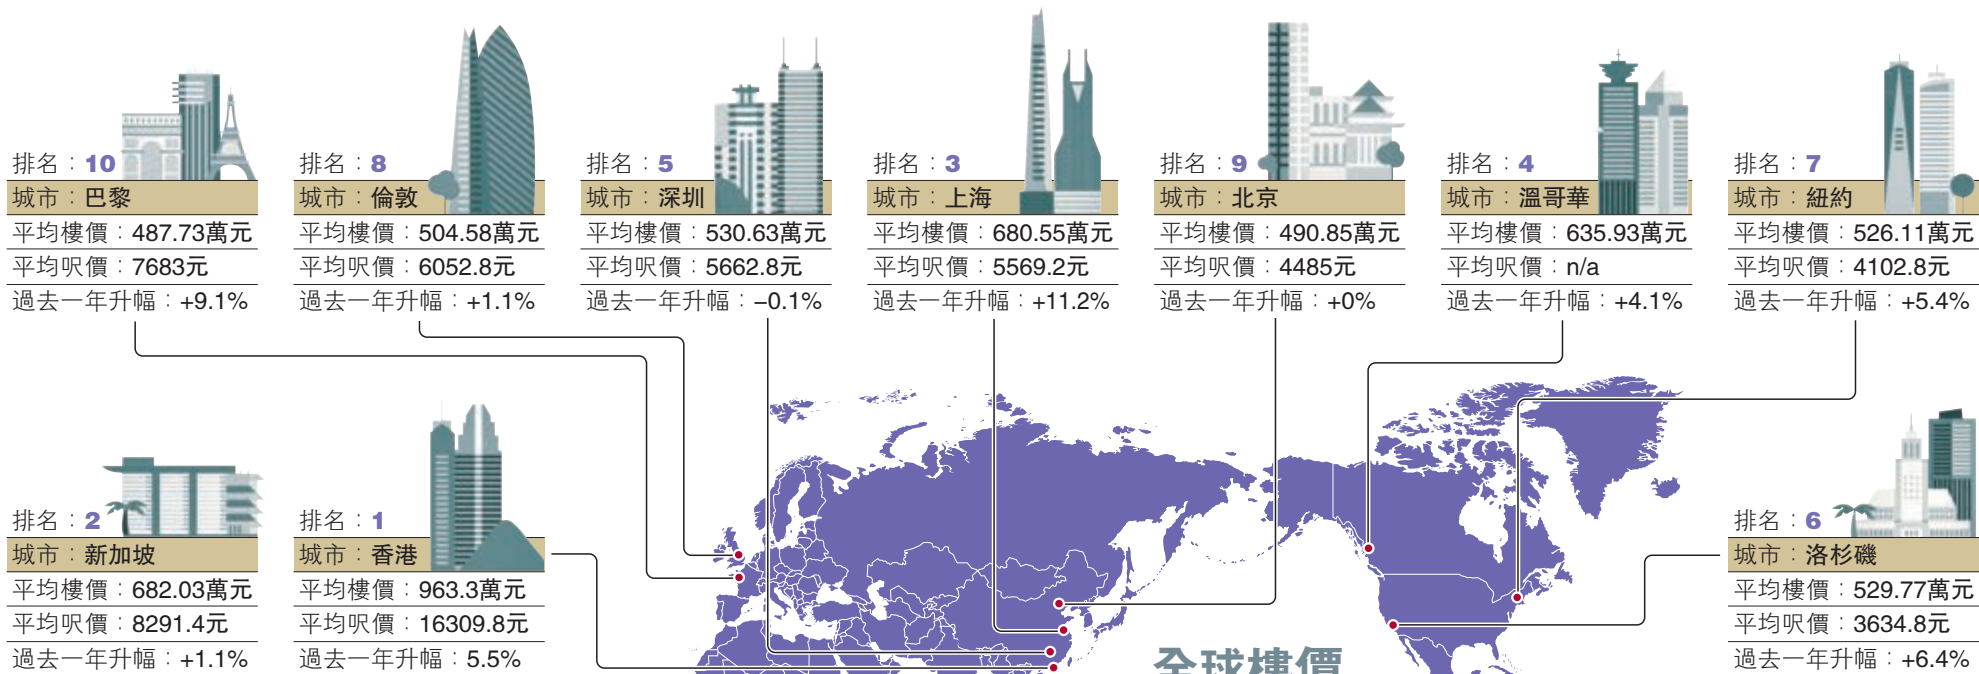 排名：10
城市：巴黎
平均樓價：487.73萬元
平均呎價：7683元
過去一年升幅：+9.1%
排名：8
城市：倫敦
平均樓價：504.58萬元
平均呎價：6052.8元
過去一年升幅：+1.1%
排名：5
城市：深圳
平均樓價：530.63萬元
平均呎價：5662.8元
過去一年升幅：–0.1%
排名：3
城市：上海
平均樓價：680.55萬元
平均呎價：5569.2元
過去一年升幅：+11.2%
排名：9
城市：北京
平均樓價：490.85萬元
平均呎價：4485元
過去一年升幅：+0%
排名：4
城市：溫哥華
平均樓價：635.93萬元
平均呎價：n/a
過去一年升幅：+4.1%
排名：7
城市：紐約
平均樓價：526.11萬元
平均呎價：4102.8元
過去一年升幅：+5.4%
排名：2
城市：新加坡
平均樓價：682.03萬元
平均呎價：8291.4元
過去一年升幅：+1.1%
排名：1
城市：香港
平均樓價：963.3萬元
平均呎價：16309.8元
過去一年升幅：5.5%
排名：6
城市：洛杉磯
平均樓價：529.77萬元
平均呎價：3634.8元
過去一年升幅：+6.4%
全球樓價